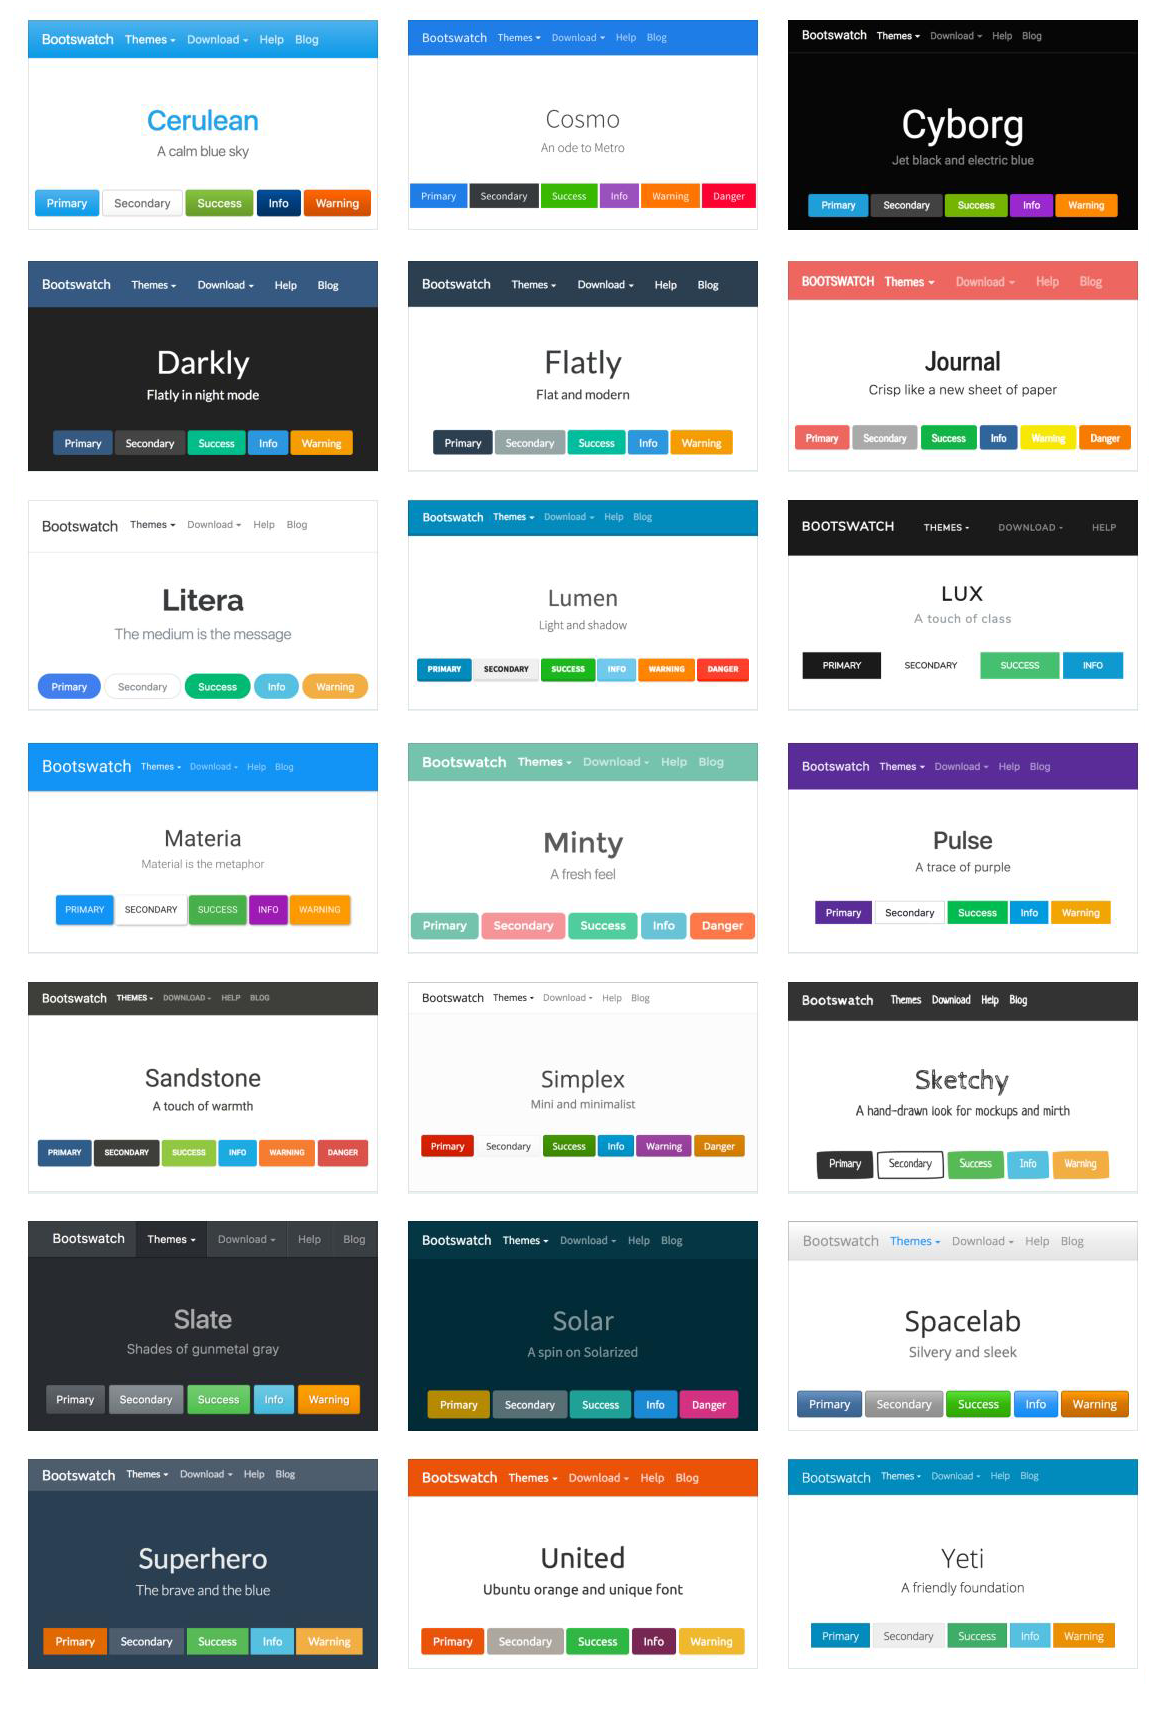 Bootswatch Themes Download Help Blog
Cerulean
A calm blue sky
Primary Secondary Success Info Warning
Bootswatch Themes Download Help Blog
Cosmo
An ode to Metro
Primary Secondary Success Info Warning Danger
Bootswatch Themes Download Help Blog
Cyborg
Jet black and electric blue
Primary Secondary Success Info Warning
Bootswatch Themes Download Help Blog
Darkly
Flatly in night mode
Primary Secondary Success Info Warning
Bootswatch Themes Download Help Blog
Flatly
Flat and modern
Primary Secondary Success Info Warning
BOOTSWATCH Themes Download Help Blog
Journal
Crisp like a new sheet of paper
Primary Secondary Success Info Warning Danger
Bootswatch Themes Download Help Blog
Litera
The medium is the message
Primary Secondary Success Info Warning
Bootswatch Themes Download Help Blog
Lumen
Light and shadow
PRIMARY SECONDARY SUCCESS INFO WARNING DANGER
BOOTSWATCH THEMES DOWNLOAD HELP
LUX
A touch of class
PRIMARY SECONDARY SUCCESS INFO
Bootswatch Themes Download Help Blog
Materia
Material is the metaphor
PRIMARY SECONDARY SUCCESS INFO WARNING
Bootswatch Themes Download Help Blog
Minty
A fresh feel
Primary Secondary Success Info Danger
Bootswatch Themes Download Help Blog
Pulse
A trace of purple
Primary Secondary Success Info Warning
Bootswatch THEMES DOWNLOAD HELP BLOG
Sandstone
A touch of warmth
PRIMARY SECONDARY SUCCESS INFO WARNING DANGER
Bootswatch Themes Download Help Blog
Simplex
Mini and minimalist
Primary Secondary Success Info Warning Danger
Bootswatch Themes Download Help Blog
Sketchy
A hand-drawn look for mockups and mirth
Primary Secondary Success Info Warning
Bootswatch Themes Download Help Blog
Slate
Shades of gunmetal gray
Primary Secondary Success Info Warning
Bootswatch Themes Download Help Blog
Solar
A spin on Solarized
Primary Secondary Success Info Danger
Bootswatch Themes Download Help Blog
Spacelab
Silvery and sleek
Primary Secondary Success Info Warning
Bootswatch Themes Download Help Blog
Superhero
The brave and the blue
Primary Secondary Success Info Warning
Bootswatch Themes Download Help Blog
United
Ubuntu orange and unique font
Primary Secondary Success Info Warning
Bootswatch Themes Download Help Blog
Yeti
A friendly foundation
Primary Secondary Success Info Warning